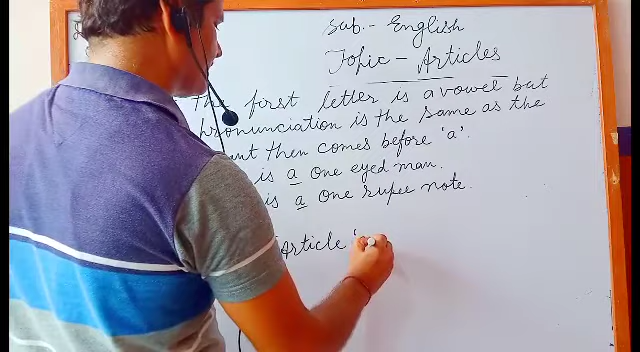 Sub. - English
Topic - Articles
The first letter is a vowel but
pronunciation is the same as the
then comes before 'a'.
is a one eyed man.
is a one rupee note.
Article '